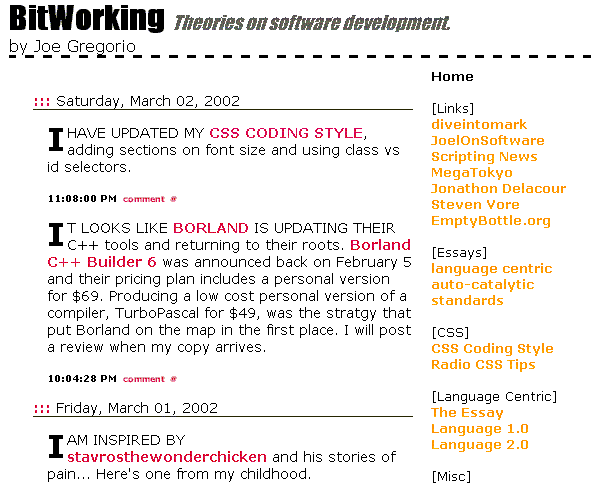 BitWorking Theories on software development.
by Joe Gregorio
::: Saturday, March 02, 2002
I HAVE UPDATED MY CSS CODING STYLE,
adding sections on font size and using class vs
id selectors.
11:08:00 PM comment #
IT LOOKS LIKE BORLAND IS UPDATING THEIR
C++ tools and returning to their roots. Borland
C++ Builder 6 was announced back on February 5
and their pricing plan includes a personal version
for $69. Producing a low cost personal version of a
compiler, TurboPascal for $49, was the stratgy that
put Borland on the map in the first place. I will post
a review when my copy arrives.
10:04:28 PM comment #
::: Friday, March 01, 2002
I AM INSPIRED BY
stavrosthewonderchicken and his stories of
pain... Here's one from my childhood.
Home
[Links]
diveintomark
JoelOnSoftware
Scripting News
MegaTokyo
Jonathon Delacour
Steven Vore
EmptyBottle.org
[Essays]
language centric
auto-catalytic
standards
[CSS]
CSS Coding Style
Radio CSS Tips
[Language Centric]
The Essay
Language 1.0
Language 2.0
[Misc]